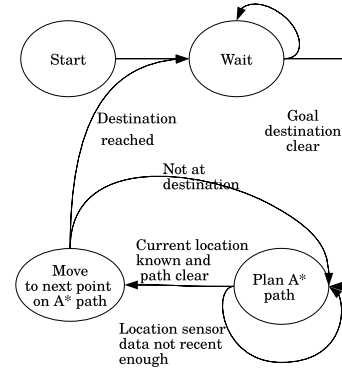 Start
Wait
Destination
reached
Goal
destination
clear
Not at
destination
Current location
known and
path clear
Move
to next point
on A* path
Plan A*
path
Location sensor
data not recent
enough